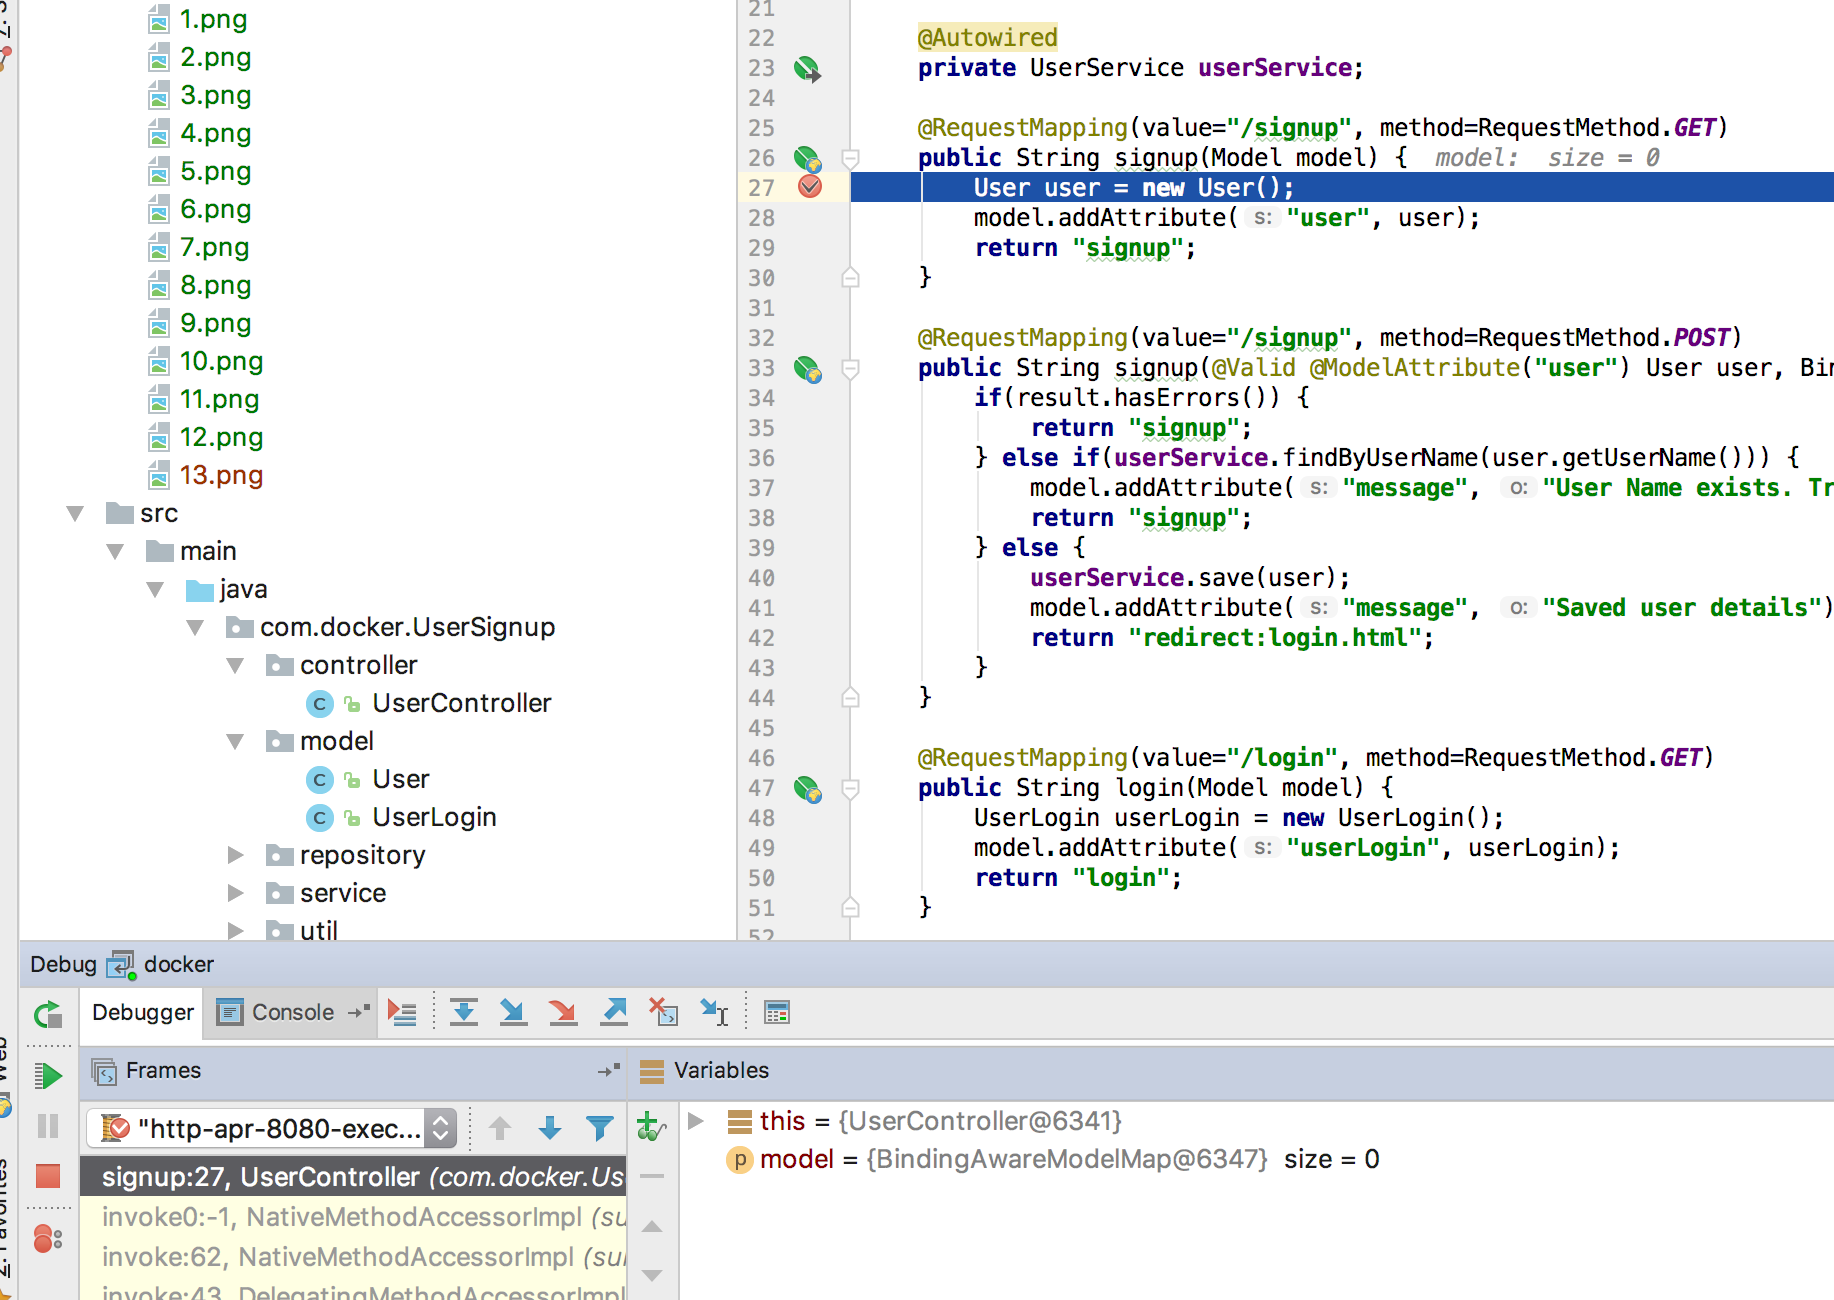 1.png
2.png
3.png
4.png
5.png
6.png
7.png
8.png
9.png
10.png
11.png
12.png
13.png
src
main
java
com.docker.UserSignup
controller
UserController
model
User
UserLogin
repository
service
util
21
22 @Autowired
23 private UserService userService;
24
25 @RequestMapping(value="/signup", method=RequestMethod.GET)
26 public String signup(Model model) { model: size = 0
27 User user = new User();
28 model.addAttribute( s: "user", user);
29 return "signup";
30 }
31
32 @RequestMapping(value="/signup", method=RequestMethod.POST)
33 public String signup(@Valid @ModelAttribute("user") User user, Bin
34 if(result.hasErrors()) {
35 return "signup";
36 } else if(userService.findByUserName(user.getUserName())) {
37 model.addAttribute( s: "message", o: "User Name exists. Tr
38 return "signup";
39 } else {
40 userService.save(user);
41 model.addAttribute( s: "message", o: "Saved user details")
42 return "redirect:login.html";
43 }
44 }
45
46 @RequestMapping(value="/login", method=RequestMethod.GET)
47 public String login(Model model) {
48 UserLogin userLogin = new UserLogin();
49 model.addAttribute( s: "userLogin", userLogin);
50 return "login";
51 }
52
Debug docker
Debugger Console
Frames
Variables
"http-apr-8080-exec...
signup:27, UserController (com.docker.Us
invoke0:-1, NativeMethodAccessorImpl (su
invoke:62, NativeMethodAccessorImpl (su
invoke:43, DelegatingMethodAccessorImpl
this = {UserController@6341}
p model = {BindingAwareModelMap@6347} size = 0
Web
2: Favorites